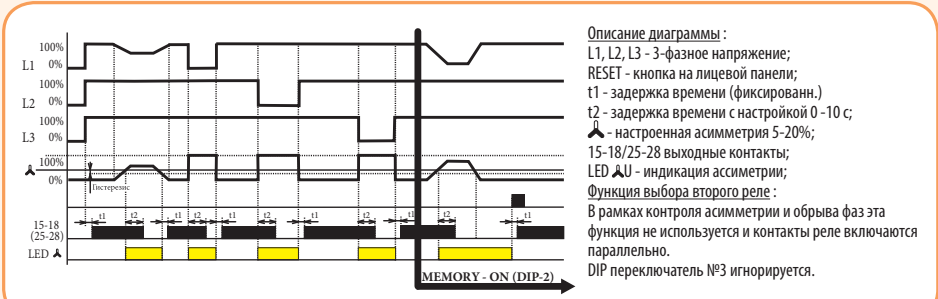 100%
L1 0%
100%
L2 0%
100%
L3 0%
100%
0%
Гистерезис
t1 t2 t1 t2 t1 t2 t1 t2 t1 t2 t1
15-18
(25-28)
LED
MEMORY - ON (DIP-2)
Описание диаграммы :
L1, L2, L3 - 3-фазное напряжение;
RESET - кнопка на лицевой панели;
t1 - задержка времени (фиксированн.)
t2 - задержка времени с настройкой 0 -10 с;
- настроенная асимметрия 5-20%;
15-18/25-28 выходные контакты;
LED U - индикация ассиметрии;
Функция выбора второго реле :
В рамках контроля асимметрии и обрыва фаз эта
функция не используется и контакты реле включаются
параллельно.
DIP переключатель №3 игнорируется.